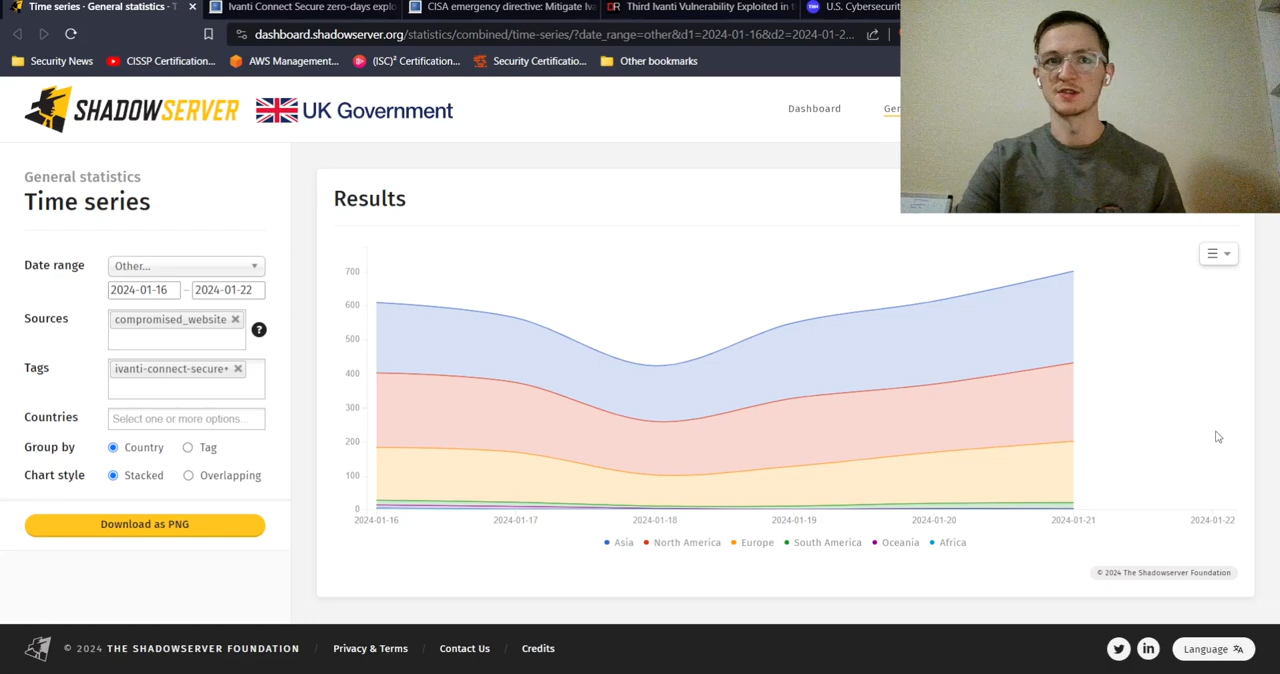 Time series - General statistics · T
Ivanti Connect Secure zero-days explo
CISA emergency directive: Mitigate Iv
Third Ivanti Vulnerability Exploited in t
U.S. Cybersecurit
dashboard.shadowserver.org/statistics/combined/time-series/?date_range=other&d1=2024-01-16&d2=2024-01-2...
Security News
CISSP Certification...
AWS Management...
(ISC)² Certification...
Security Certificatio...
Other bookmarks
SHADOWSERVER
UK Government
Dashboard
Ger
General statistics
Time series
Date range
Other...
2024-01-16 – 2024-01-22
Sources
compromised_website
?
Tags
ivanti-connect-secure+
Countries
Select one or more options...
Group by
Country
Tag
Chart style
Stacked
Overlapping
Download as PNG
Results
700
600
500
400
300
200
100
0
2024-01-16
2024-01-17
2024-01-18
2024-01-19
2024-01-20
2024-01-21
2024-01-22
Asia
North America
Europe
South America
Oceania
Africa
© 2024 The Shadowserver Foundation
© 2024 THE SHADOWSERVER FOUNDATION
Privacy & Terms
Contact Us
Credits
Language